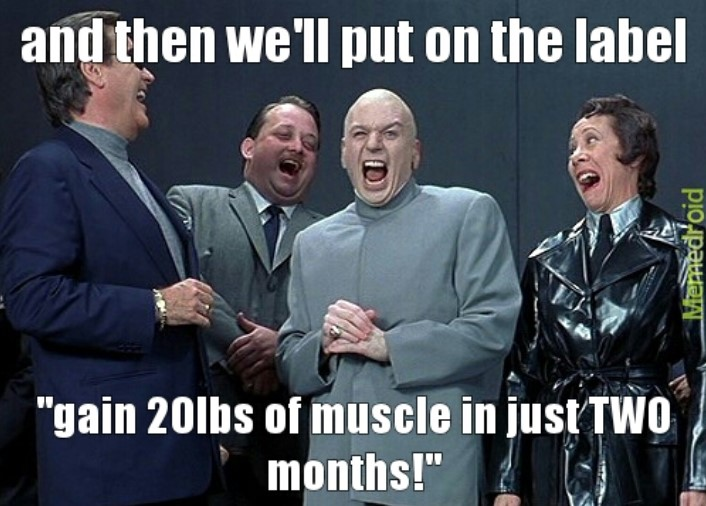 and then we'll put on the label
"gain 20lbs of muscle in just TWO
months!"
Memedroid